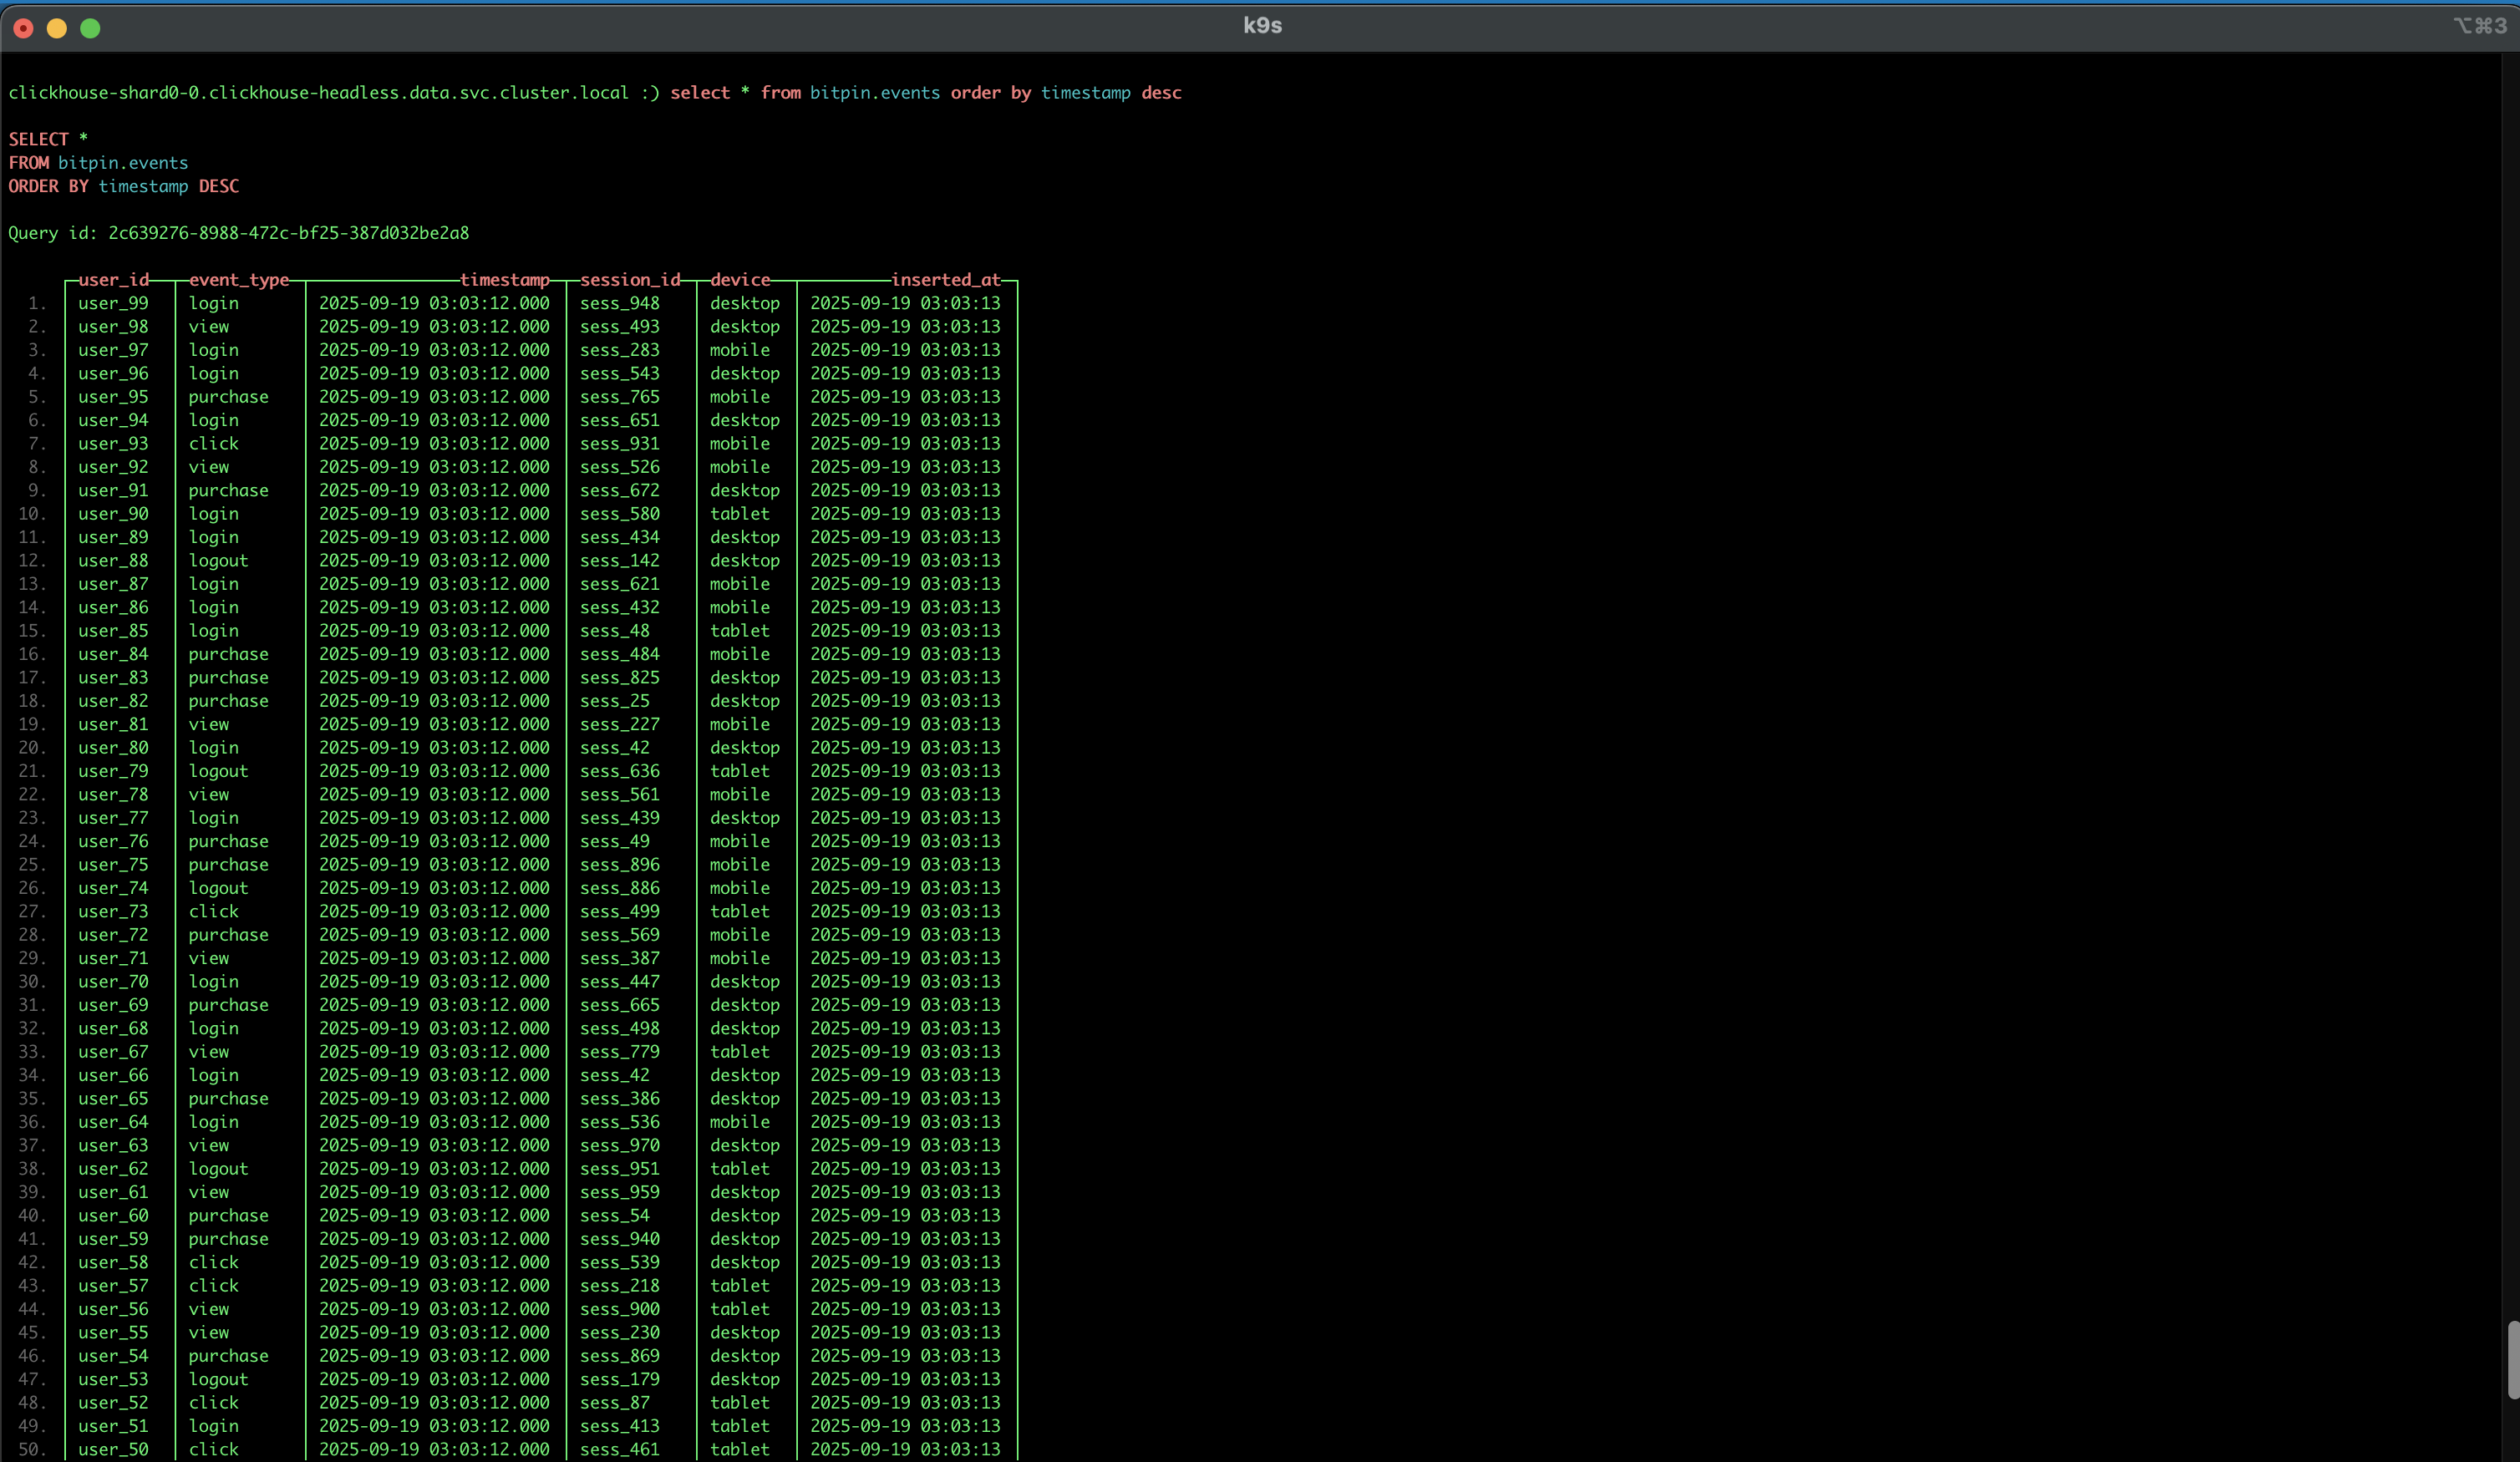 k9s
⌥⌘3
clickhouse-shard0-0.clickhouse-headless.data.svc.cluster.local :) select * from bitpin.events order by timestamp desc
SELECT *
FROM bitpin.events
ORDER BY timestamp DESC
Query id: 2c639276-8988-472c-bf25-387d032be2a8
user_id event_type timestamp session_id device inserted_at
1. user_99 login 2025-09-19 03:03:12.000 sess_948 desktop 2025-09-19 03:03:13
2. user_98 view 2025-09-19 03:03:12.000 sess_493 desktop 2025-09-19 03:03:13
3. user_97 login 2025-09-19 03:03:12.000 sess_283 mobile 2025-09-19 03:03:13
4. user_96 login 2025-09-19 03:03:12.000 sess_543 desktop 2025-09-19 03:03:13
5. user_95 purchase 2025-09-19 03:03:12.000 sess_765 mobile 2025-09-19 03:03:13
6. user_94 login 2025-09-19 03:03:12.000 sess_651 desktop 2025-09-19 03:03:13
7. user_93 click 2025-09-19 03:03:12.000 sess_931 mobile 2025-09-19 03:03:13
8. user_92 view 2025-09-19 03:03:12.000 sess_526 mobile 2025-09-19 03:03:13
9. user_91 purchase 2025-09-19 03:03:12.000 sess_672 desktop 2025-09-19 03:03:13
10. user_90 login 2025-09-19 03:03:12.000 sess_580 tablet 2025-09-19 03:03:13
11. user_89 login 2025-09-19 03:03:12.000 sess_434 desktop 2025-09-19 03:03:13
12. user_88 logout 2025-09-19 03:03:12.000 sess_142 desktop 2025-09-19 03:03:13
13. user_87 login 2025-09-19 03:03:12.000 sess_621 mobile 2025-09-19 03:03:13
14. user_86 login 2025-09-19 03:03:12.000 sess_432 mobile 2025-09-19 03:03:13
15. user_85 login 2025-09-19 03:03:12.000 sess_48 tablet 2025-09-19 03:03:13
16. user_84 purchase 2025-09-19 03:03:12.000 sess_484 mobile 2025-09-19 03:03:13
17. user_83 purchase 2025-09-19 03:03:12.000 sess_825 desktop 2025-09-19 03:03:13
18. user_82 purchase 2025-09-19 03:03:12.000 sess_25 desktop 2025-09-19 03:03:13
19. user_81 view 2025-09-19 03:03:12.000 sess_227 mobile 2025-09-19 03:03:13
20. user_80 login 2025-09-19 03:03:12.000 sess_42 desktop 2025-09-19 03:03:13
21. user_79 logout 2025-09-19 03:03:12.000 sess_636 tablet 2025-09-19 03:03:13
22. user_78 view 2025-09-19 03:03:12.000 sess_561 mobile 2025-09-19 03:03:13
23. user_77 login 2025-09-19 03:03:12.000 sess_439 desktop 2025-09-19 03:03:13
24. user_76 purchase 2025-09-19 03:03:12.000 sess_49 mobile 2025-09-19 03:03:13
25. user_75 purchase 2025-09-19 03:03:12.000 sess_896 mobile 2025-09-19 03:03:13
26. user_74 logout 2025-09-19 03:03:12.000 sess_886 mobile 2025-09-19 03:03:13
27. user_73 click 2025-09-19 03:03:12.000 sess_499 tablet 2025-09-19 03:03:13
28. user_72 purchase 2025-09-19 03:03:12.000 sess_569 mobile 2025-09-19 03:03:13
29. user_71 view 2025-09-19 03:03:12.000 sess_387 mobile 2025-09-19 03:03:13
30. user_70 login 2025-09-19 03:03:12.000 sess_447 desktop 2025-09-19 03:03:13
31. user_69 purchase 2025-09-19 03:03:12.000 sess_665 desktop 2025-09-19 03:03:13
32. user_68 login 2025-09-19 03:03:12.000 sess_498 desktop 2025-09-19 03:03:13
33. user_67 view 2025-09-19 03:03:12.000 sess_779 tablet 2025-09-19 03:03:13
34. user_66 login 2025-09-19 03:03:12.000 sess_42 desktop 2025-09-19 03:03:13
35. user_65 purchase 2025-09-19 03:03:12.000 sess_386 desktop 2025-09-19 03:03:13
36. user_64 login 2025-09-19 03:03:12.000 sess_536 mobile 2025-09-19 03:03:13
37. user_63 view 2025-09-19 03:03:12.000 sess_970 desktop 2025-09-19 03:03:13
38. user_62 logout 2025-09-19 03:03:12.000 sess_951 tablet 2025-09-19 03:03:13
39. user_61 view 2025-09-19 03:03:12.000 sess_959 desktop 2025-09-19 03:03:13
40. user_60 purchase 2025-09-19 03:03:12.000 sess_54 desktop 2025-09-19 03:03:13
41. user_59 purchase 2025-09-19 03:03:12.000 sess_940 desktop 2025-09-19 03:03:13
42. user_58 click 2025-09-19 03:03:12.000 sess_539 desktop 2025-09-19 03:03:13
43. user_57 click 2025-09-19 03:03:12.000 sess_218 tablet 2025-09-19 03:03:13
44. user_56 view 2025-09-19 03:03:12.000 sess_900 tablet 2025-09-19 03:03:13
45. user_55 view 2025-09-19 03:03:12.000 sess_230 desktop 2025-09-19 03:03:13
46. user_54 purchase 2025-09-19 03:03:12.000 sess_869 desktop 2025-09-19 03:03:13
47. user_53 logout 2025-09-19 03:03:12.000 sess_179 desktop 2025-09-19 03:03:13
48. user_52 click 2025-09-19 03:03:12.000 sess_87 tablet 2025-09-19 03:03:13
49. user_51 login 2025-09-19 03:03:12.000 sess_413 tablet 2025-09-19 03:03:13
50. user_50 click 2025-09-19 03:03:12.000 sess_461 tablet 2025-09-19 03:03:13